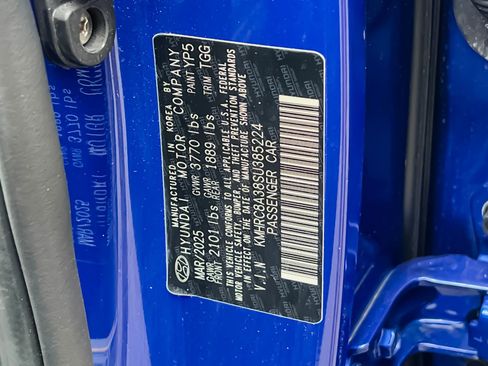 MANUFACTURED IN KOREA BY
HYUNDAI MOTOR COMPANY
MAR/2025 GVWR 3770 lbs PAINT YP5
GAWR FRONT 2101 lbs GAWR REAR 1889 lbs TRIM TGG
"THIS VEHICLE CONFORMS TO ALL APPLICABLE U.S.A. FEDERAL
MOTOR VEHICLE SAFETY, BUMPER, AND THEFT PREVENTION STANDARDS
IN EFFECT ON THE DATE OF MANUFACTURE SHOWN ABOVE."
V.I.N KMHRC8A38SU385224
PASSENGER CAR